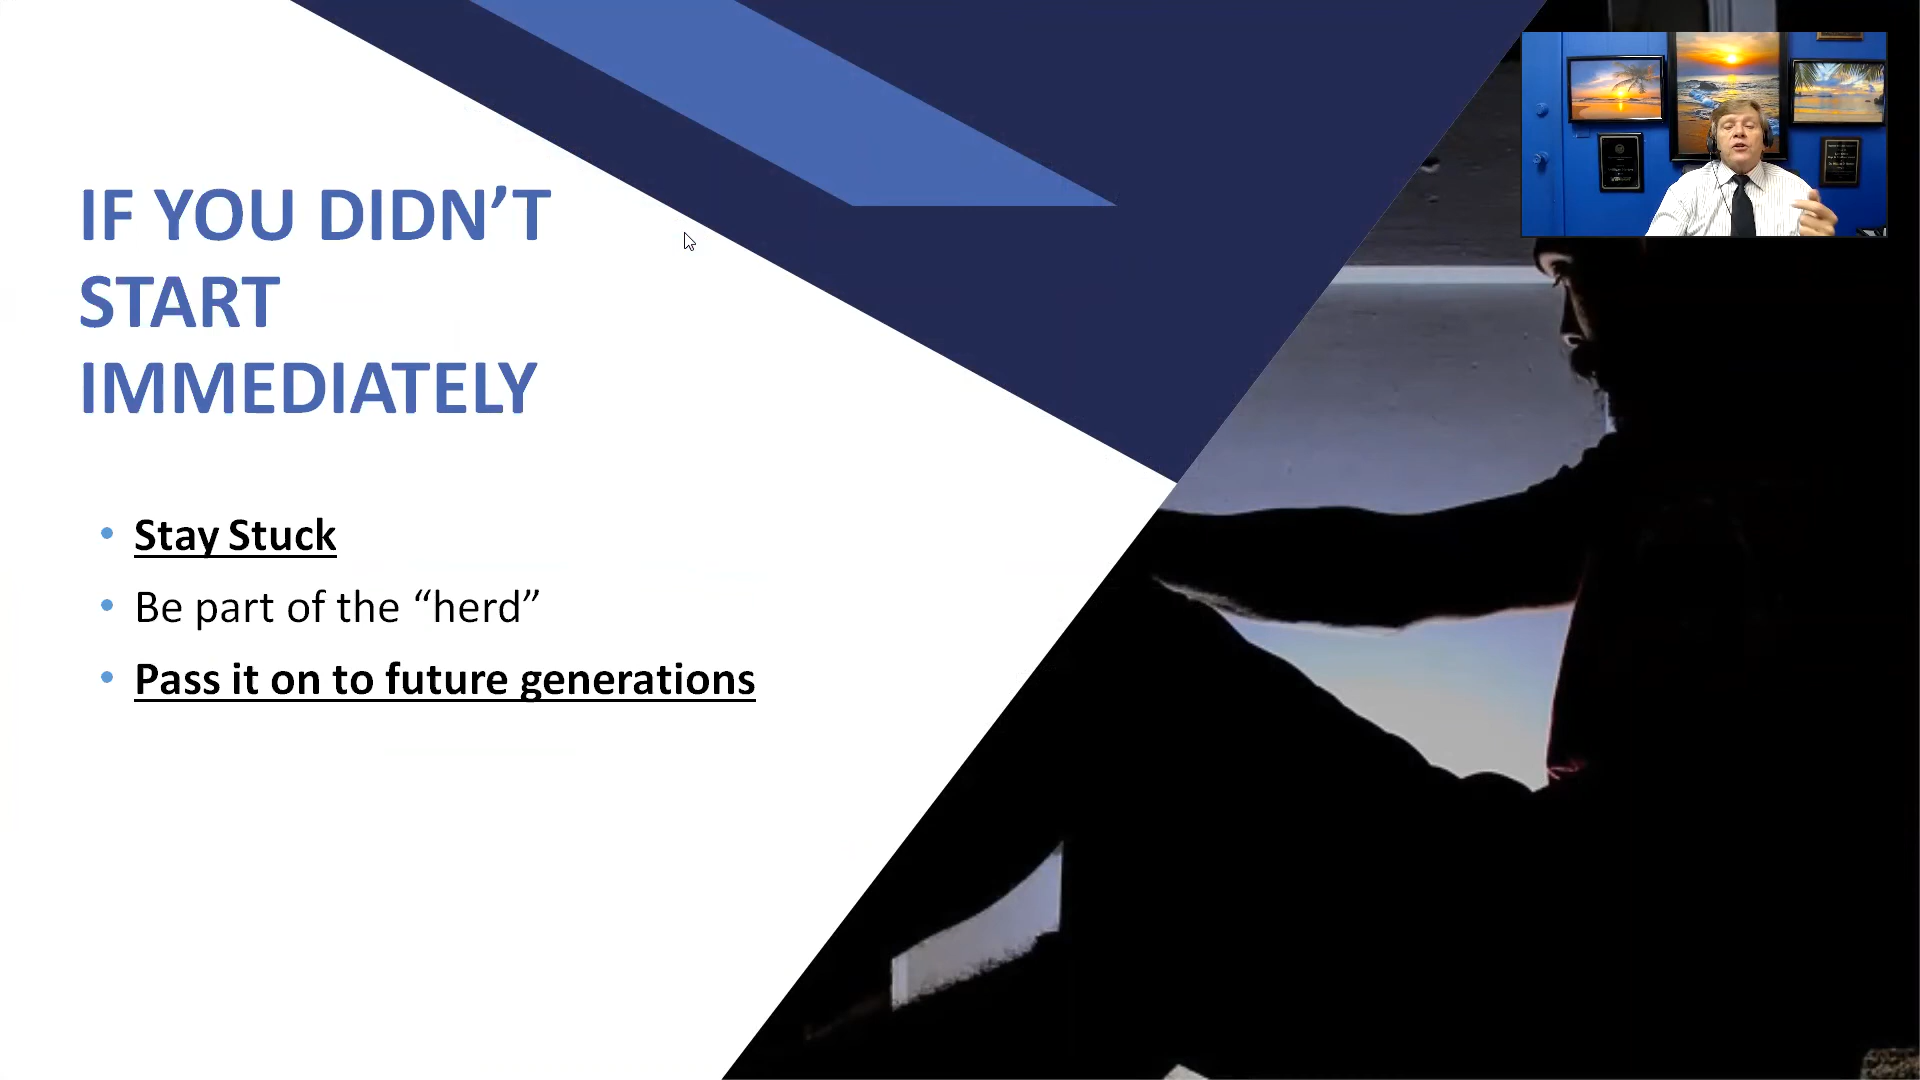 IF YOU DIDN’T
START
IMMEDIATELY
• Stay Stuck
• Be part of the “herd”
• Pass it on to future generations